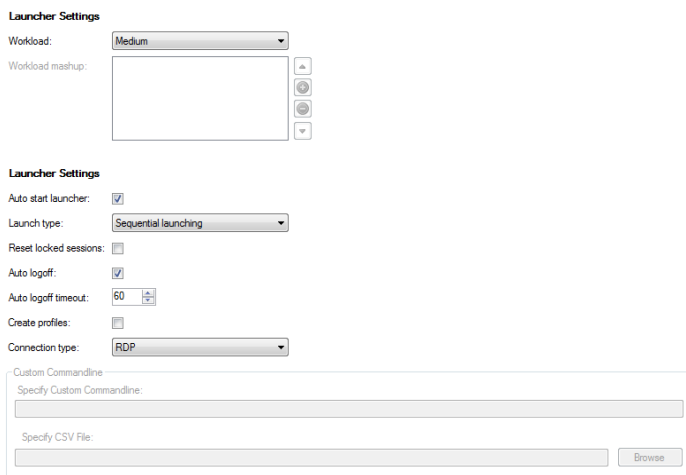 Launcher Settings
Workload: Medium
Workload mashup:
Launcher Settings
Auto start launcher:
Launch type: Sequential launching
Reset locked sessions:
Auto logoff:
Auto logoff timeout: 60
Create profiles:
Connection type: RDP
Custom Commandline
Specify Custom Commandline:
Specify CSV File:
Browse